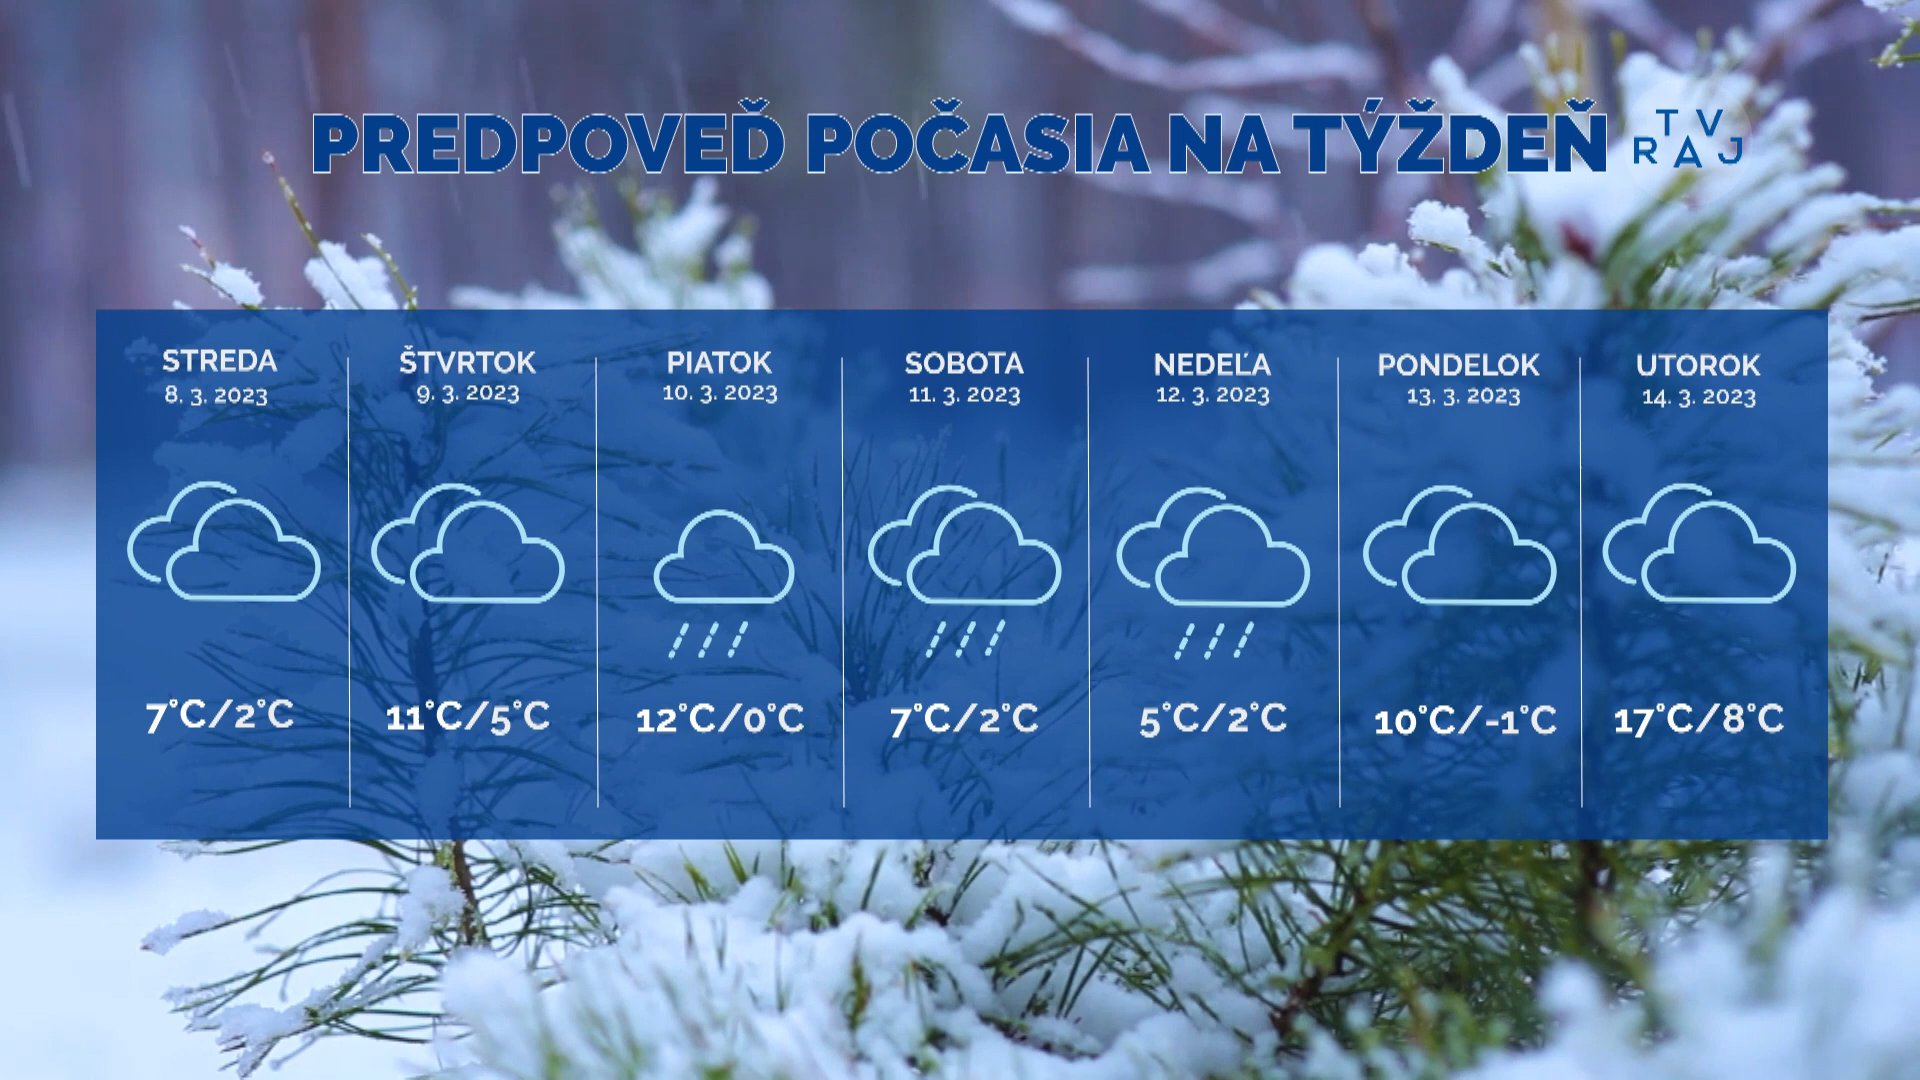 PREDPOVEĎ POČASIA NA TÝŽDEŇ
TV
RAJ
STREDA
8. 3. 2023
7°C/2°C
ŠTVRTOK
9. 3. 2023
11°C/5°C
PIATOK
10. 3. 2023
12°C/0°C
SOBOTA
11. 3. 2023
7°C/2°C
NEDEĽA
12. 3. 2023
5°C/2°C
PONDELOK
13. 3. 2023
10°C/-1°C
UTOROK
14. 3. 2023
17°C/8°C